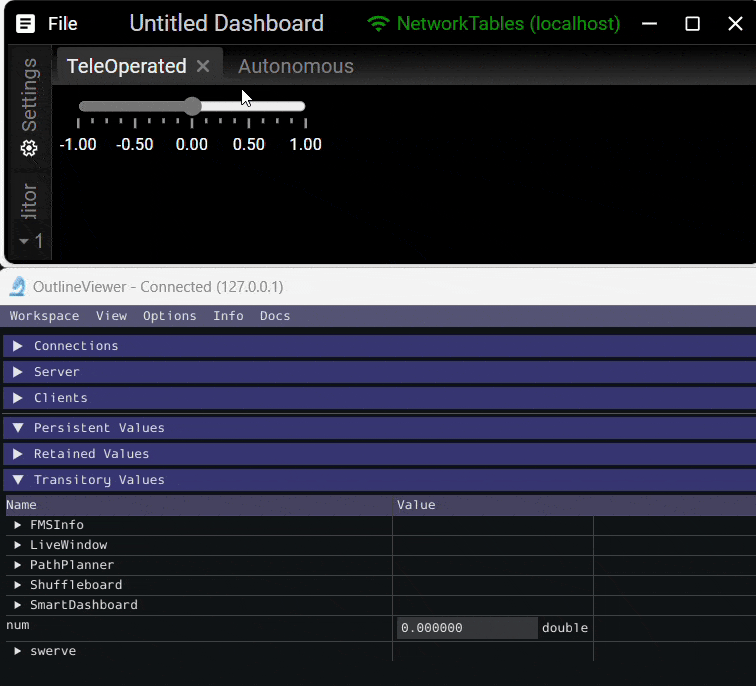 File
Untitled Dashboard
NetworkTables (localhost)
Settings
TeleOperated
Autonomous
-1.00 -0.50 0.00 0.50 1.00
1
OutlineViewer - Connected (127.0.0.1)
Workspace View Options Info Docs
Connections
Server
Clients
Persistent Values
Retained Values
Transitory Values
Name Value
FMSInfo
LiveWindow
PathPlanner
Shuffleboard
SmartDashboard
num 0.000000 double
swerve